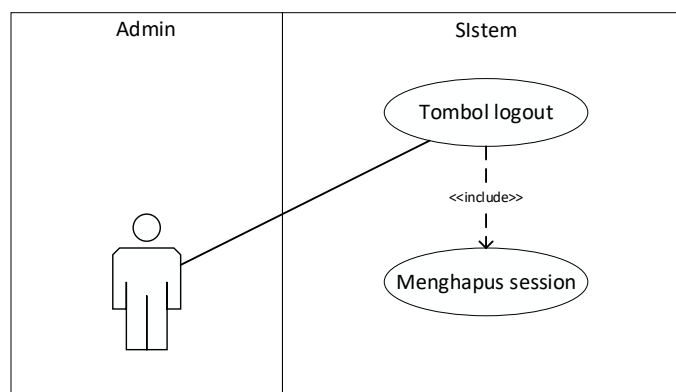 Admin
SIstem
Tombol logout
<<include>>
Menghapus session